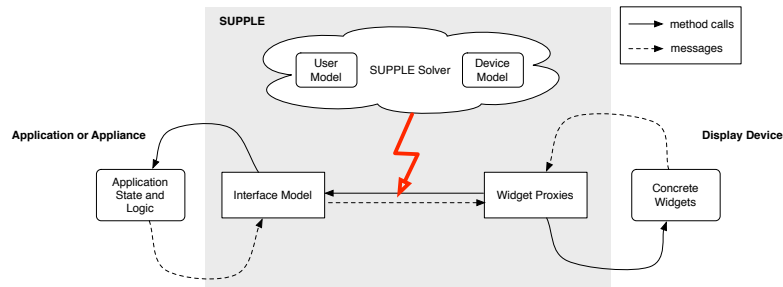 SUPPLE
method calls
messages
User
Model
SUPPLE Solver
Device
Model
Application or Appliance
Display Device
Application
State and
Logic
Interface Model
Widget Proxies
Concrete
Widgets